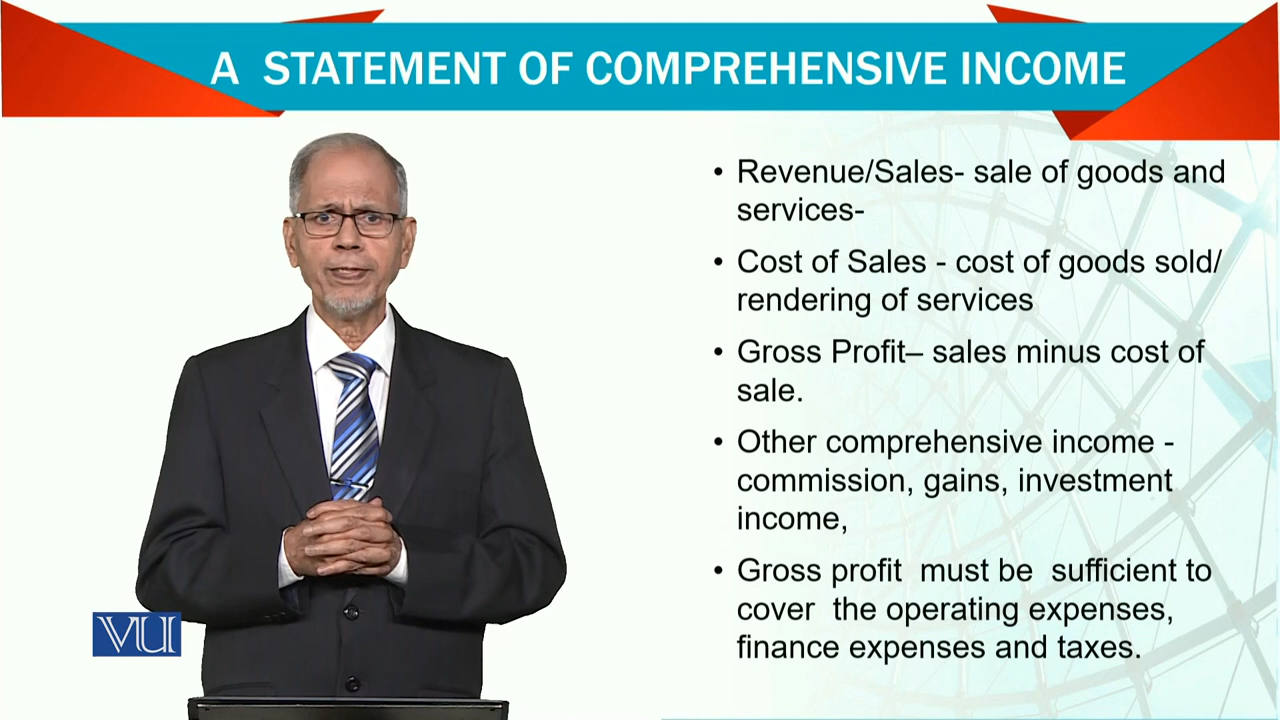 A STATEMENT OF COMPREHENSIVE INCOME
• Revenue/Sales- sale of goods and
services-
• Cost of Sales - cost of goods sold/
rendering of services
• Gross Profit– sales minus cost of
sale.
• Other comprehensive income -
commission, gains, investment
income,
• Gross profit must be sufficient to
cover the operating expenses,
finance expenses and taxes.
VU